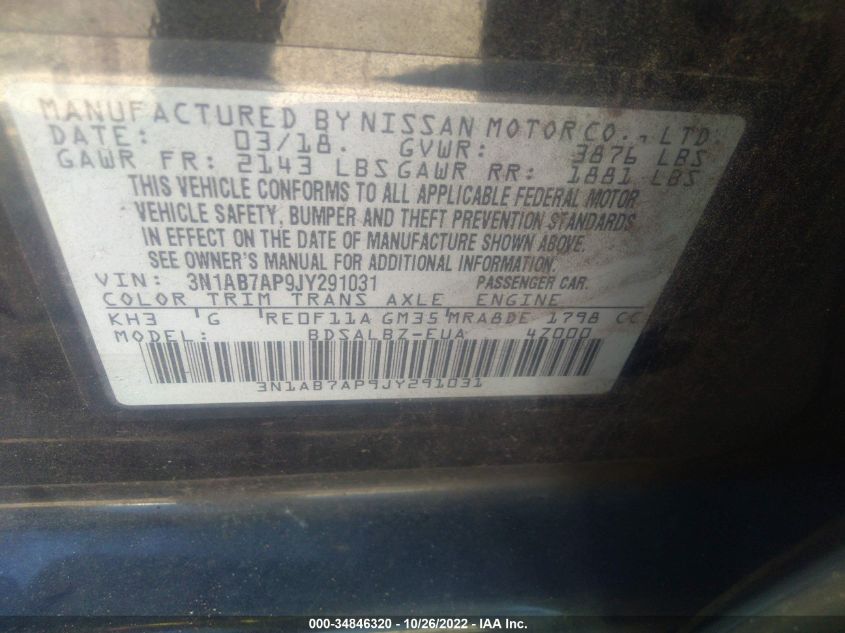 MANUFACTURED BY NISSAN MOTOR CO., LTD.
DATE: 03/18. GVWR: 3876 LBS
GAWR FR: 2143 LBS GAWR RR: 1881 LBS
THIS VEHICLE CONFORMS TO ALL APPLICABLE FEDERAL MOTOR
VEHICLE SAFETY, BUMPER AND THEFT PREVENTION STANDARDS
IN EFFECT ON THE DATE OF MANUFACTURE SHOWN ABOVE.
SEE OWNER'S MANUAL FOR ADDITIONAL INFORMATION.
VIN: 3N1AB7AP9JY291031 PASSENGER CAR.
COLOR TRIM TRANS AXLE ENGINE
KH3 G RE0F11A GM35 MRA8DE 1798 CC
MODEL: BDSALBZ-EUA 4Z000
3N1AB7AP9JY291031
000-34846320 - 10/26/2022 - IAA Inc.